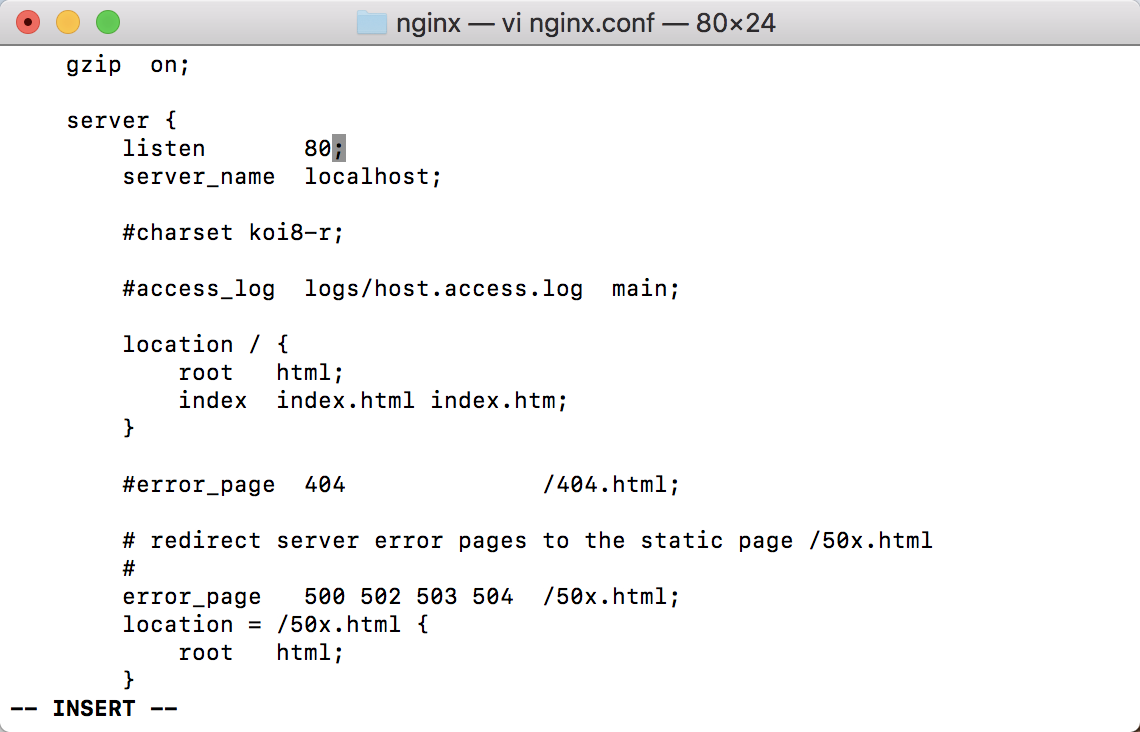 nginx — vi nginx.conf — 80×24
gzip  on;
server {
listen       80;
server_name  localhost;
#charset koi8-r;
#access_log  logs/host.access.log  main;
location / {
root   html;
index  index.html index.htm;
}
#error_page  404              /404.html;
# redirect server error pages to the static page /50x.html
#
error_page   500 502 503 504  /50x.html;
location = /50x.html {
root   html;
}
-- INSERT --